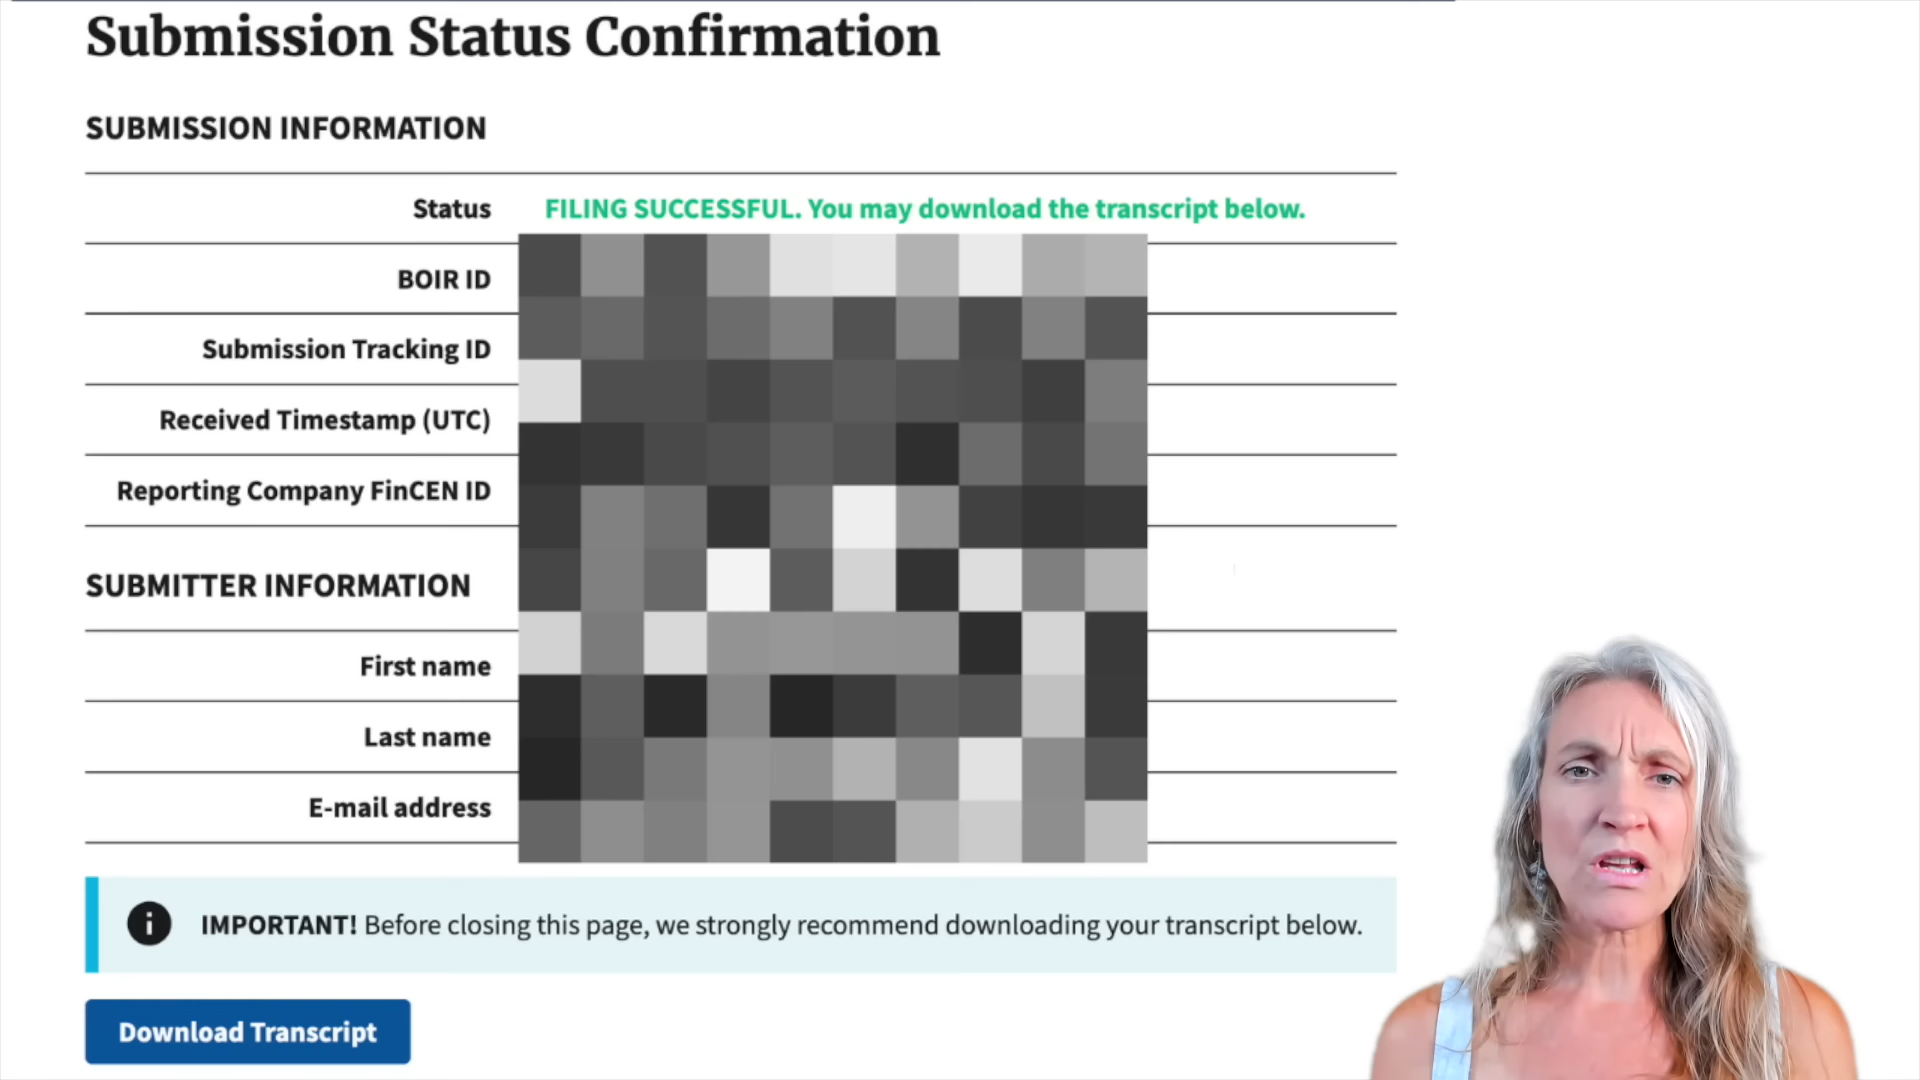 Submission Status Confirmation
SUBMISSION INFORMATION
Status FILING SUCCESSFUL. You may download the transcript below.
BOIR ID
Submission Tracking ID
Received Timestamp (UTC)
Reporting Company FinCEN ID
SUBMITTER INFORMATION
First name
Last name
E-mail address
IMPORTANT! Before closing this page, we strongly recommend downloading your transcript below.
Download Transcript